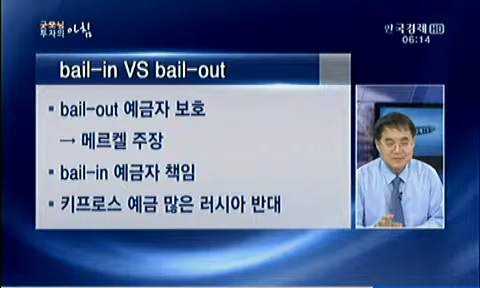 굿모닝
투자의 아침
한국경제 HD
06:14
bail-in VS bail-out
▪ bail-out 예금자 보호
→ 메르켈 주장
▪ bail-in 예금자 책임
▪ 키프로스 예금 많은 러시아 반대